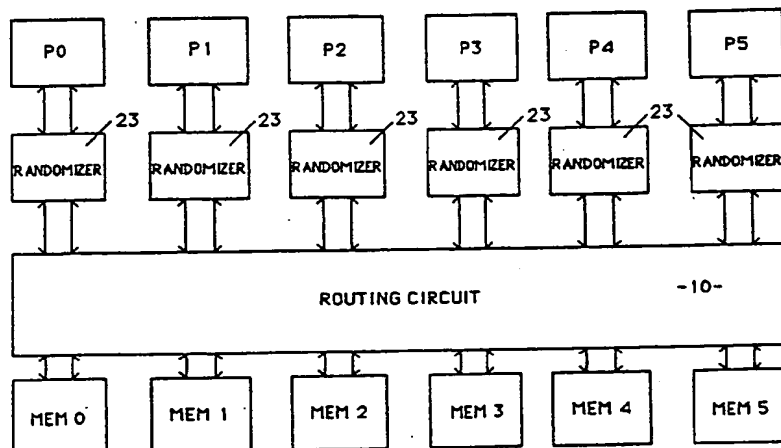 P0 P1 P2 P3 P4 P5
23 23 23 23 23
RANDOMIZER RANDOMIZER RANDOMIZER RANDOMIZER RANDOMIZER RANDOMIZER
ROUTING CIRCUIT -10-
MEM 0 MEM 1 MEM 2 MEM 3 MEM 4 MEM 5